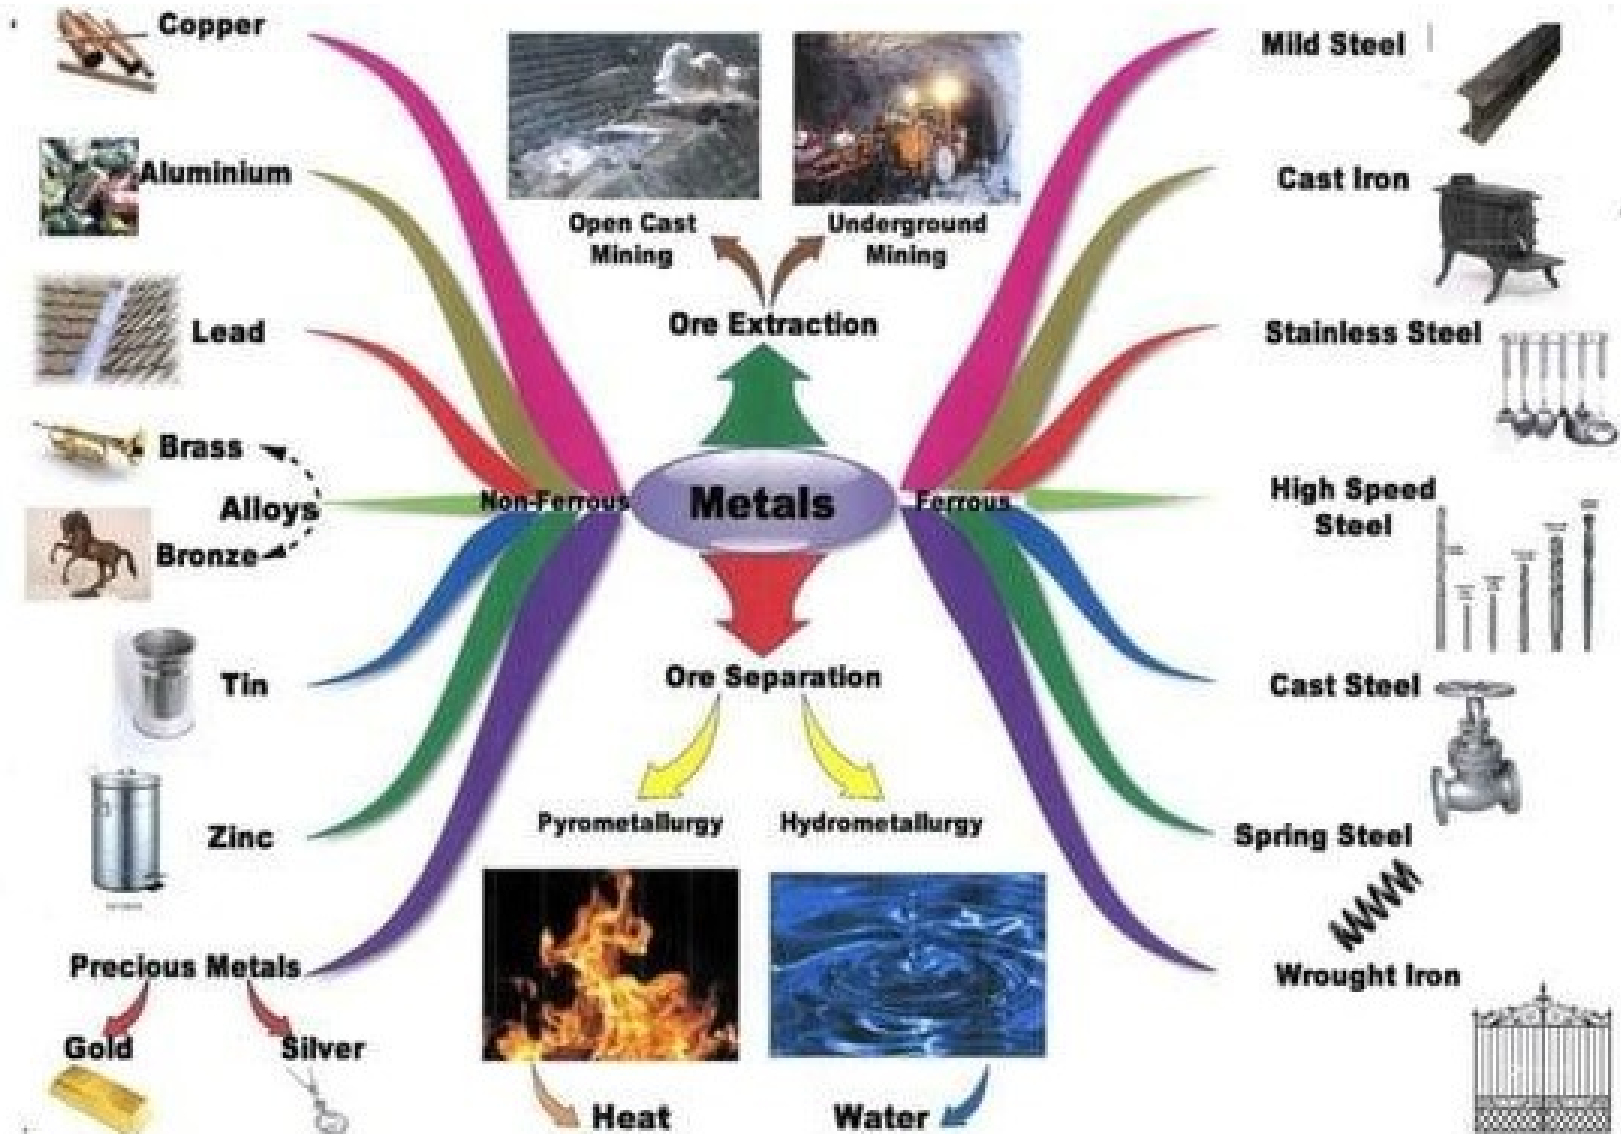 Copper
Aluminium
Lead
Brass
Alloys
Bronze
Tin
Zinc
Precious Metals
Gold
Silver
Open Cast
Mining
Underground
Mining
Ore Extraction
Non-Ferrous
Metals
Ferrous
Ore Separation
Pyrometallurgy
Hydrometallurgy
Heat
Water
Mild Steel
Cast Iron
Stainless Steel
High Speed
Steel
Cast Steel
Spring Steel
Wrought Iron